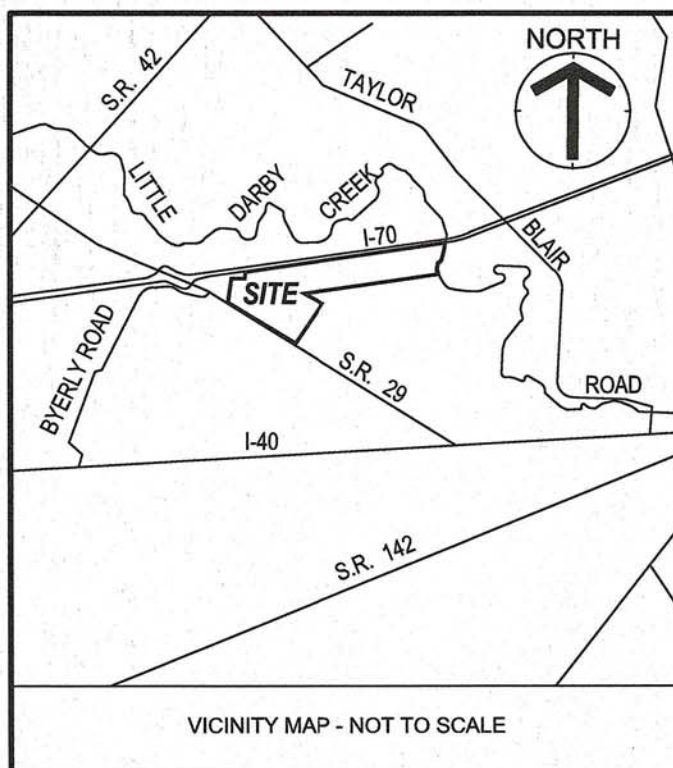 NORTH
S.R. 42
TAYLOR
LITTLE
DARBY
CREEK
I-70
BLAIR
SITE
BYERLY ROAD
S.R. 29
ROAD
I-40
S.R. 142
VICINITY MAP - NOT TO SCALE